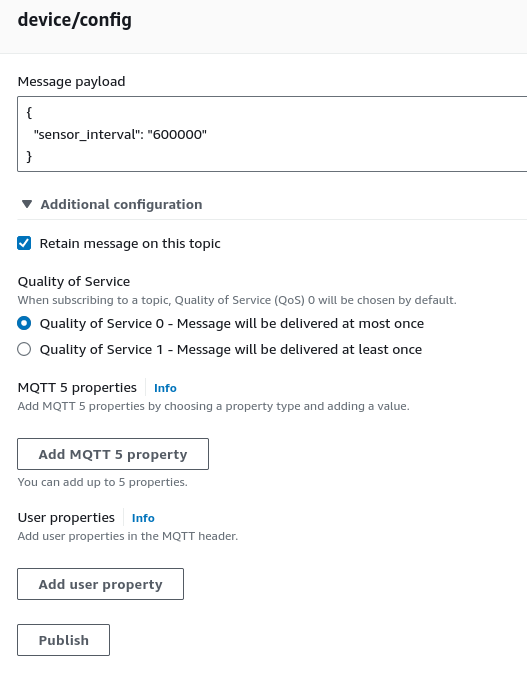 device/config
Message payload
{
"sensor_interval": "600000"
}
Additional configuration
Retain message on this topic
Quality of Service
When subscribing to a topic, Quality of Service (QoS) 0 will be chosen by default.
Quality of Service 0 - Message will be delivered at most once
Quality of Service 1 - Message will be delivered at least once
MQTT 5 properties Info
Add MQTT 5 properties by choosing a property type and adding a value.
Add MQTT 5 property
You can add up to 5 properties.
User properties Info
Add user properties in the MQTT header.
Add user property
Publish